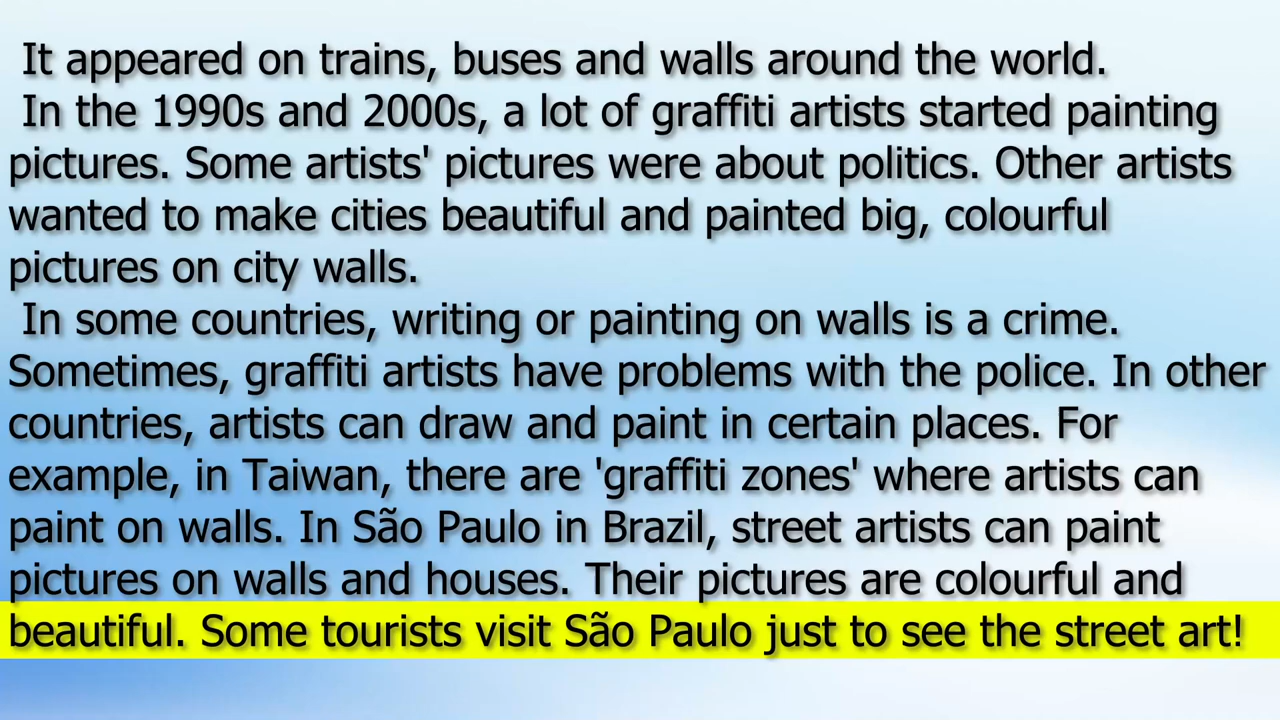 It appeared on trains, buses and walls around the world.
In the 1990s and 2000s, a lot of graffiti artists started painting
pictures. Some artists' pictures were about politics. Other artists
wanted to make cities beautiful and painted big, colourful
pictures on city walls.
In some countries, writing or painting on walls is a crime.
Sometimes, graffiti artists have problems with the police. In other
countries, artists can draw and paint in certain places. For
example, in Taiwan, there are 'graffiti zones' where artists can
paint on walls. In São Paulo in Brazil, street artists can paint
pictures on walls and houses. Their pictures are colourful and
beautiful. Some tourists visit São Paulo just to see the street art!